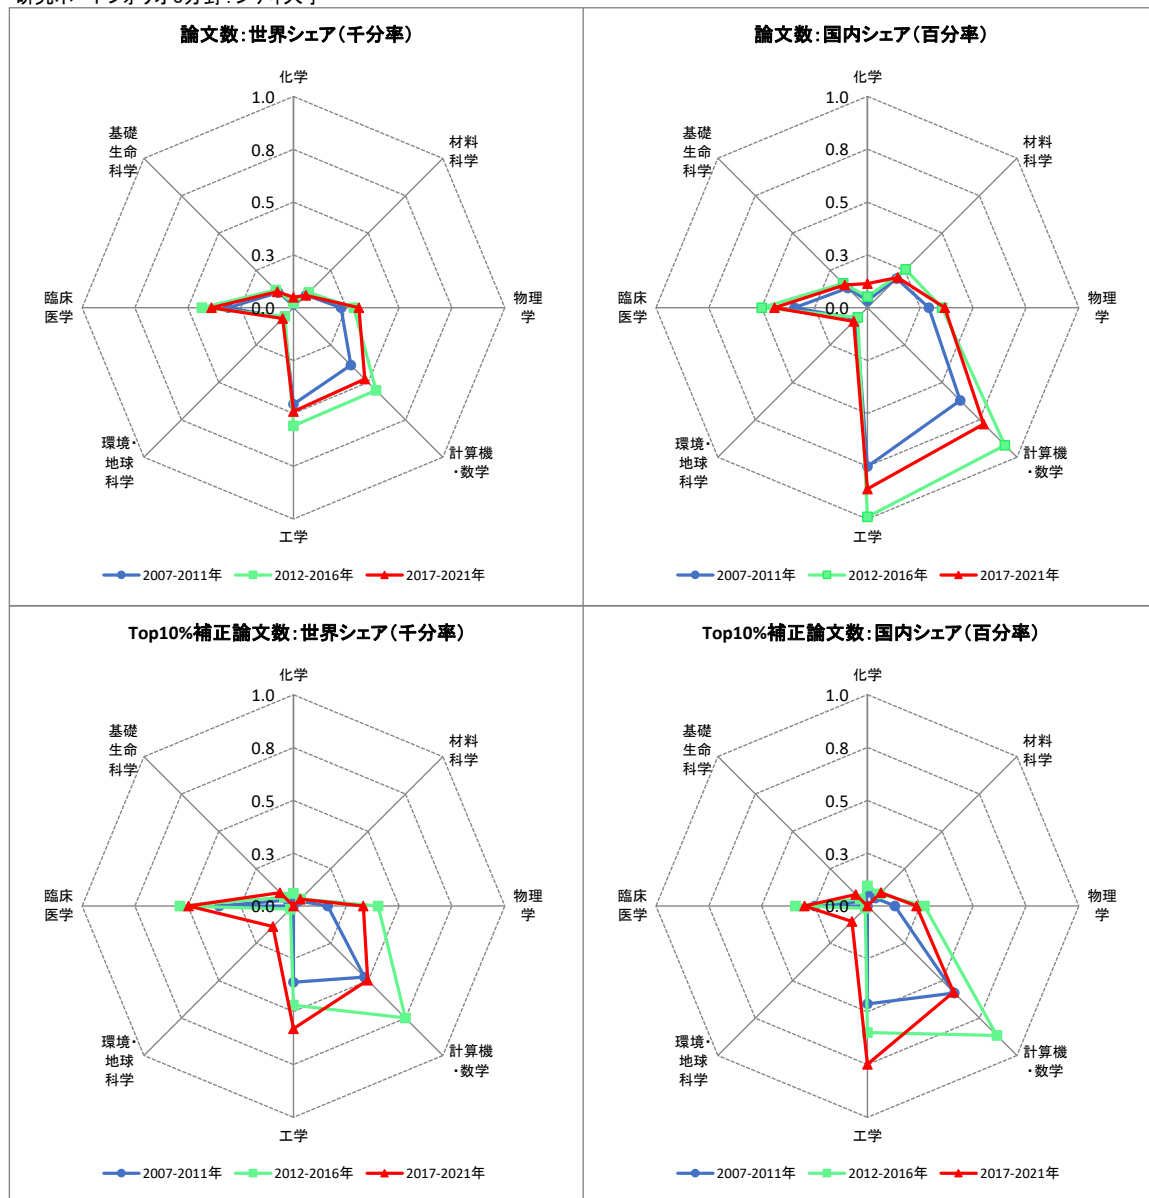 論文数:世界シェア(千分率)
化学
1.0
0.8
0.5
0.3
0.0
材料
科学
物理
学
計算機
・数学
工学
環境・
地球
科学
臨床
医学
基礎
生命
科学
2007-2011年
2012-2016年
2017-2021年
論文数:国内シェア(百分率)
化学
1.0
0.8
0.5
0.3
0.0
材料
科学
物理
学
計算機
・数学
工学
環境・
地球
科学
臨床
医学
基礎
生命
科学
2007-2011年
2012-2016年
2017-2021年
Top10%補正論文数:世界シェア(千分率)
化学
1.0
0.8
0.5
0.3
0.0
材料
科学
物理
学
計算機
・数学
工学
環境・
地球
科学
臨床
医学
基礎
生命
科学
2007-2011年
2012-2016年
2017-2021年
Top10%補正論文数:国内シェア(百分率)
化学
1.0
0.8
0.5
0.3
0.0
材料
科学
物理
学
計算機
・数学
工学
環境・
地球
科学
臨床
医学
基礎
生命
科学
2007-2011年
2012-2016年
2017-2021年